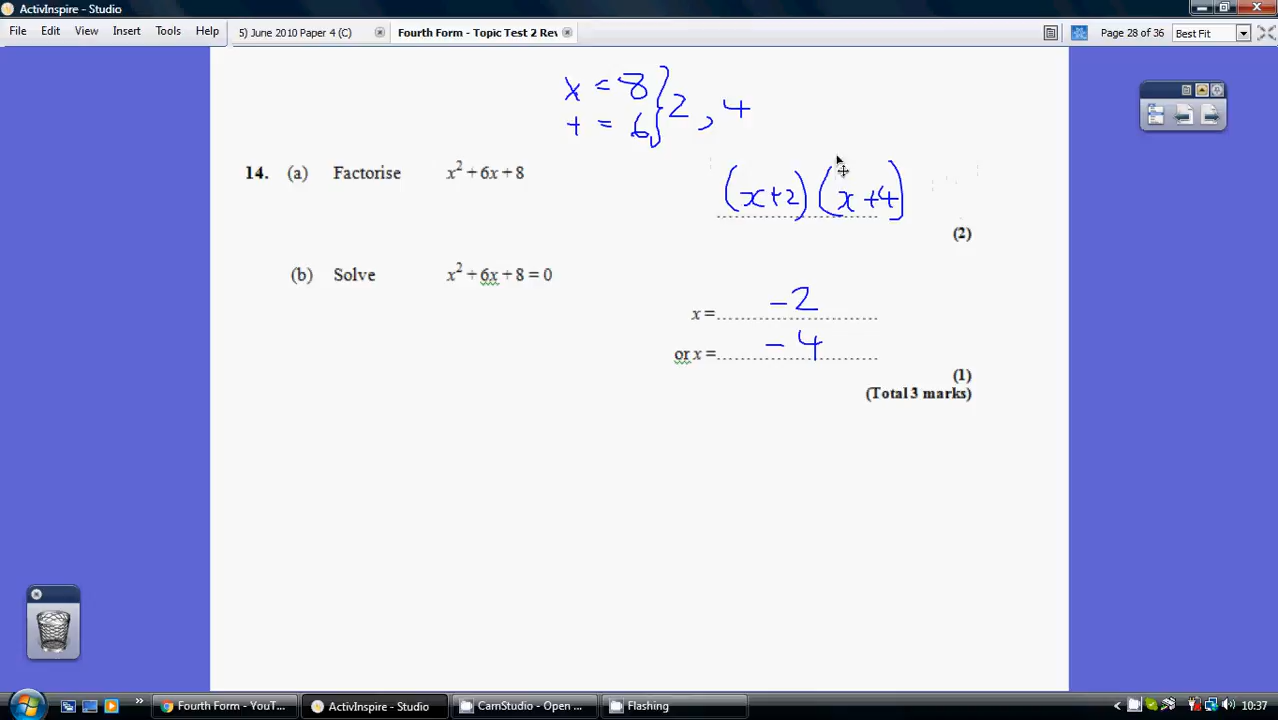 ActivInspire - Studio
File Edit View Insert Tools Help
5) June 2010 Paper 4 (C)
Fourth Form - Topic Test 2 Rev
Page 28 of 36
Best Fit
x = 8 } 2 , 4
+ = 6
14. (a) Factorise x² + 6x + 8
(x+2) (x+4)
(2)
(b) Solve x² + 6x + 8 = 0
x = -2
or x = -4
(1)
(Total 3 marks)
Fourth Form - YouT...
ActivInspire - Studio
CamStudio - Open ...
Flashing
10:37